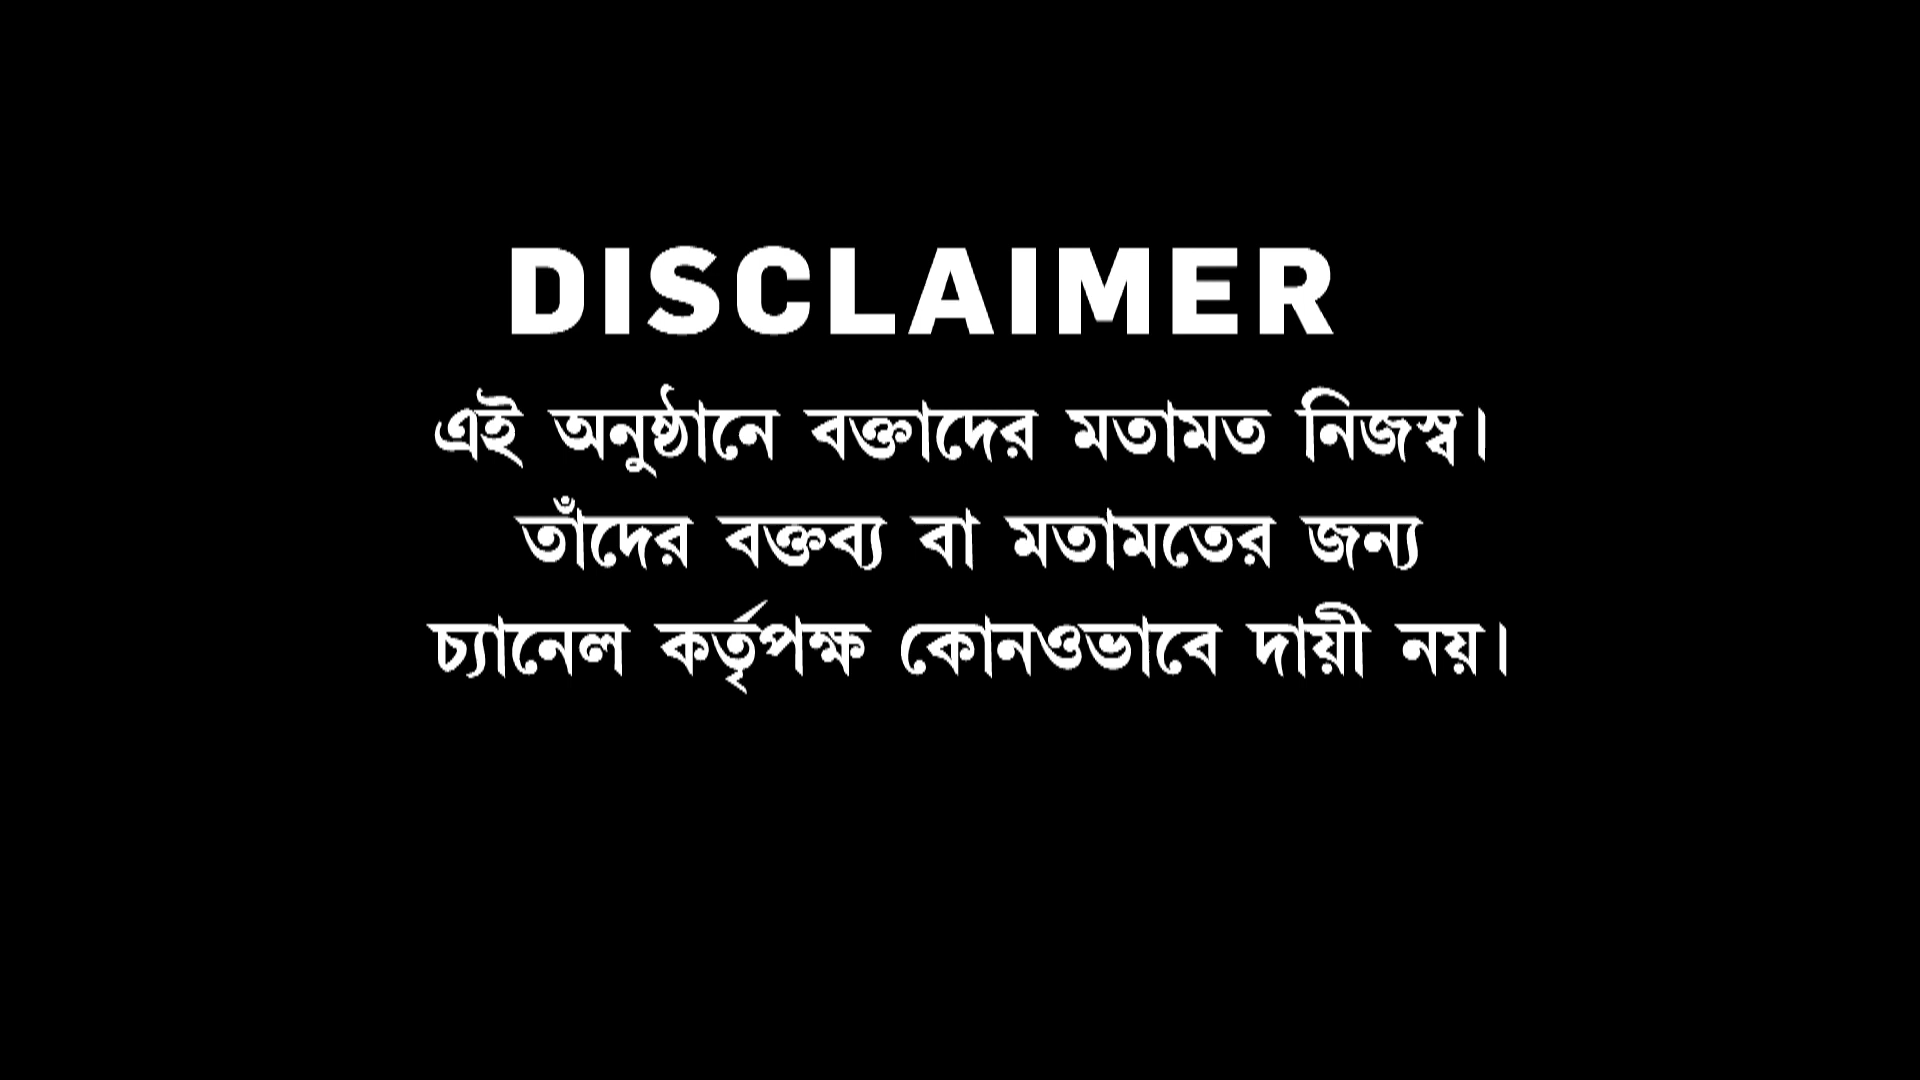 DISCLAIMER
এই অনুষ্ঠানে বক্তাদের মতামত নিজস্ব।
তাঁদের বক্তব্য বা মতামতের জন্য
চ্যানেল কর্তৃপক্ষ কোনওভাবে দায়ী নয়।